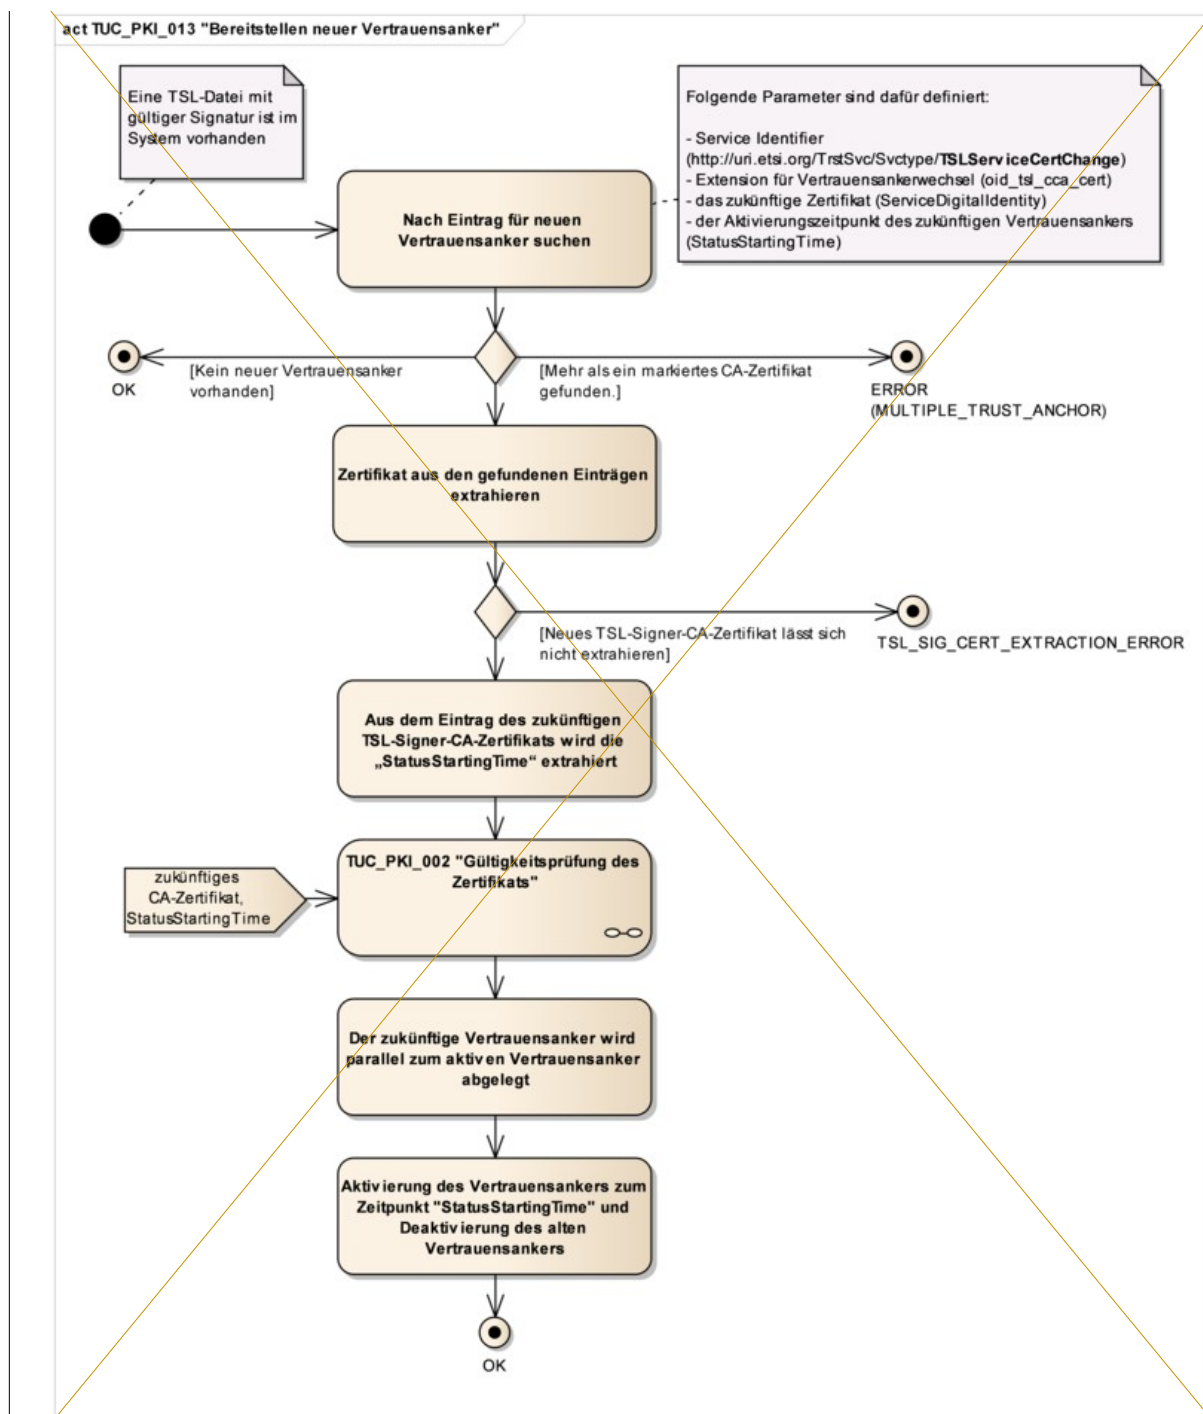 act TUC_PKI_013 "Bereitstellen neuer Vertrauensanker"
Eine TSL-Datei mit
gültiger Signatur ist im
System vorhanden
Folgende Parameter sind dafür definiert:
- Service Identifier
(http://uri.etsi.org/TrstSvc/Svctype/TSLServiceCertChange)
- Extension für Vertrauensankerwechsel (oid_tsl_cca_cert)
- das zukünftige Zertifikat (ServiceDigitalIdentity)
- der Aktivierungszeitpunkt des zukünftigen Vertrauensankers
(StatusStartingTime)
Nach Eintrag für neuen
Vertrauensanker suchen
[Kein neuer Vertrauensanker
vorhanden]
OK
[Mehr als ein markiertes CA-Zertifikat
gefunden.]
ERROR
(MULTIPLE_TRUST_ANCHOR)
Zertifikat aus den gefundenen Einträgen
extrahieren
[Neues TSL-Signer-CA-Zertifikat lässt sich
nicht extrahieren]
TSL_SIG_CERT_EXTRACTION_ERROR
Aus dem Eintrag des zukünftigen
TSL-Signer-CA-Zertifikats wird die
„StatusStartingTime“ extrahiert
zukünftiges
CA-Zertifikat,
StatusStartingTime
TUC_PKI_002 "Gültigkeitsprüfung des
Zertifikats"
Der zukünftige Vertrauensanker wird
parallel zum aktiven Vertrauensanker
abgelegt
Aktivierung des Vertrauensankers zum
Zeitpunkt "StatusStartingTime" und
Deaktivierung des alten
Vertrauensankers
OK